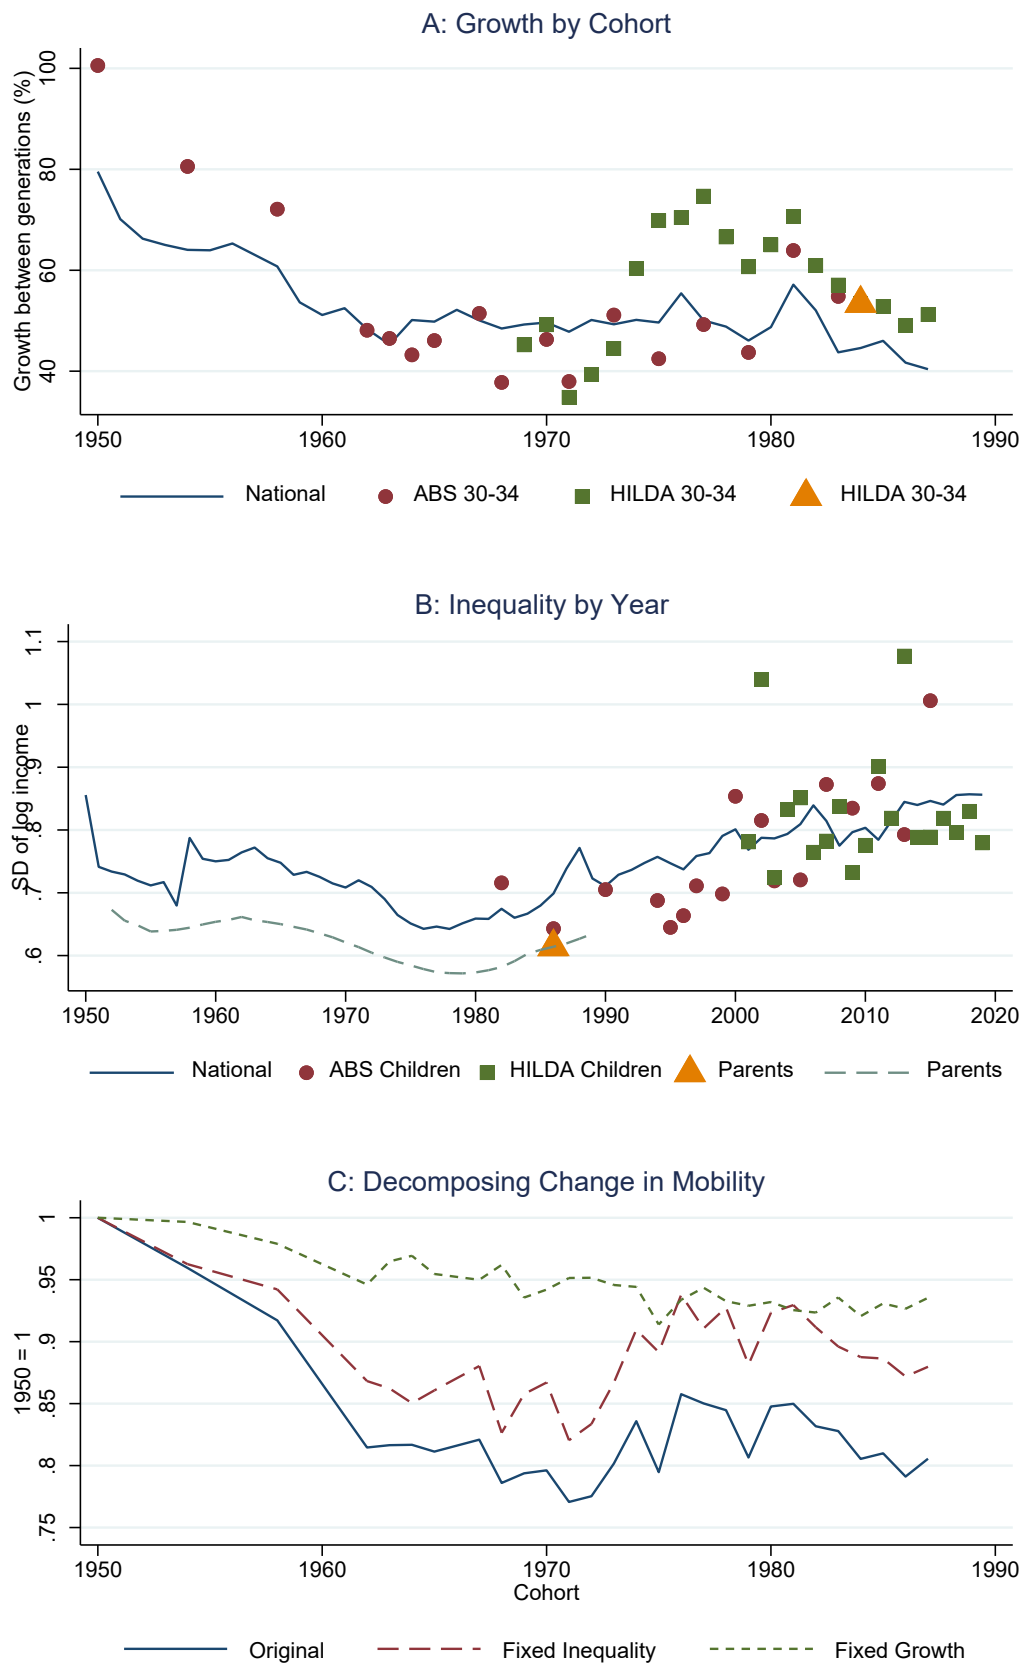 A: Growth by Cohort
Growth between generations (%)
100
80
60
40
1950 1960 1970 1980 1990
National ABS 30-34 HILDA 30-34 HILDA 30-34
B: Inequality by Year
SD of log income
1.1
1
.9
.8
.7
.6
1950 1960 1970 1980 1990 2000 2010 2020
National ABS Children HILDA Children Parents Parents
C: Decomposing Change in Mobility
1950 = 1
1
.95
.9
.85
.8
.75
1950 1960 1970 1980 1990
Cohort
Original Fixed Inequality Fixed Growth